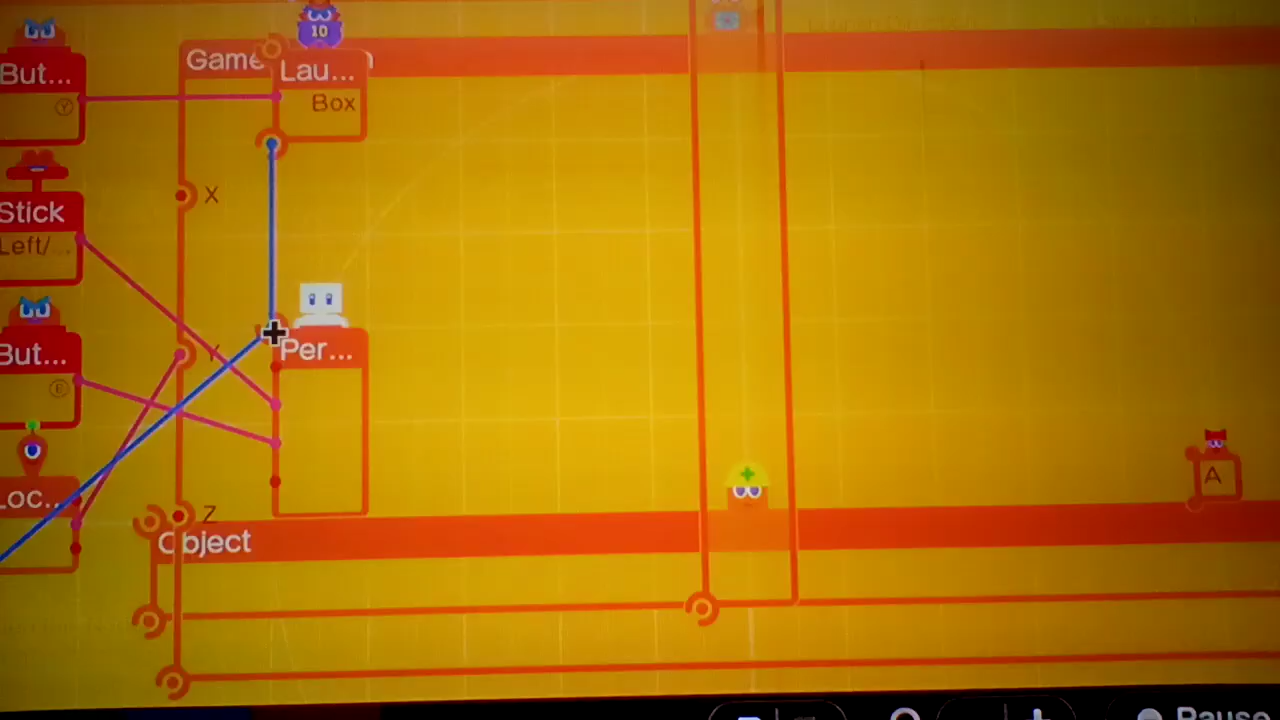 10
But...
Game
Lau...
Y
Box
X
Stick
Left/...
But...
Y
Per...
B
Loc...
A
Z
Object
Pause